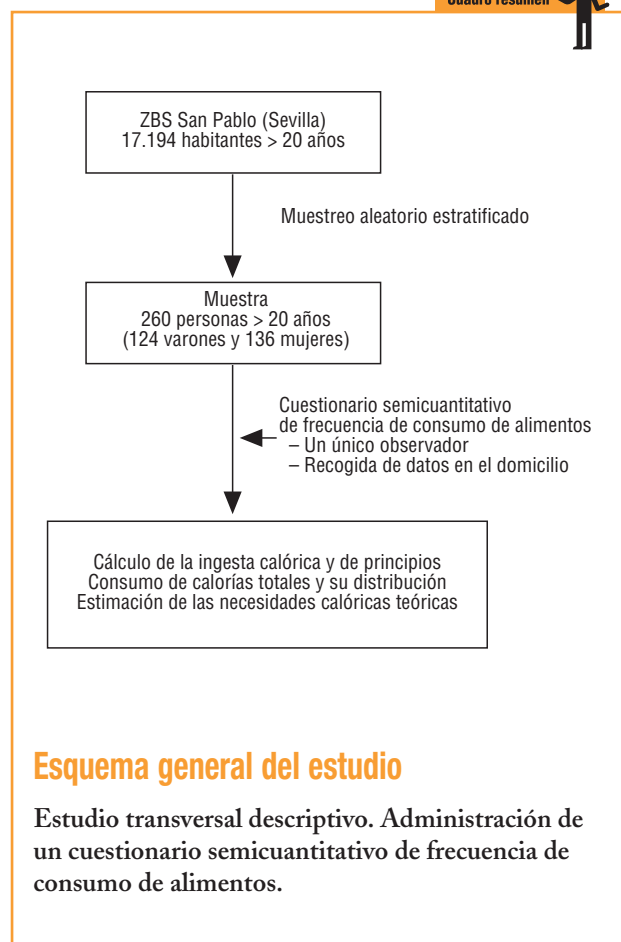 Cuadro resumen
ZBS San Pablo (Sevilla)
17.194 habitantes > 20 años
Muestreo aleatorio estratificado
Muestra
260 personas > 20 años
(124 varones y 136 mujeres)
Cuestionario semicuantitativo
de frecuencia de consumo de alimentos
– Un único observador
– Recogida de datos en el domicilio
Cálculo de la ingesta calórica y de principios
Consumo de calorías totales y su distribución
Estimación de las necesidades calóricas teóricas
Esquema general del estudio
Estudio transversal descriptivo. Administración de
un cuestionario semicuantitativo de frecuencia de
consumo de alimentos.